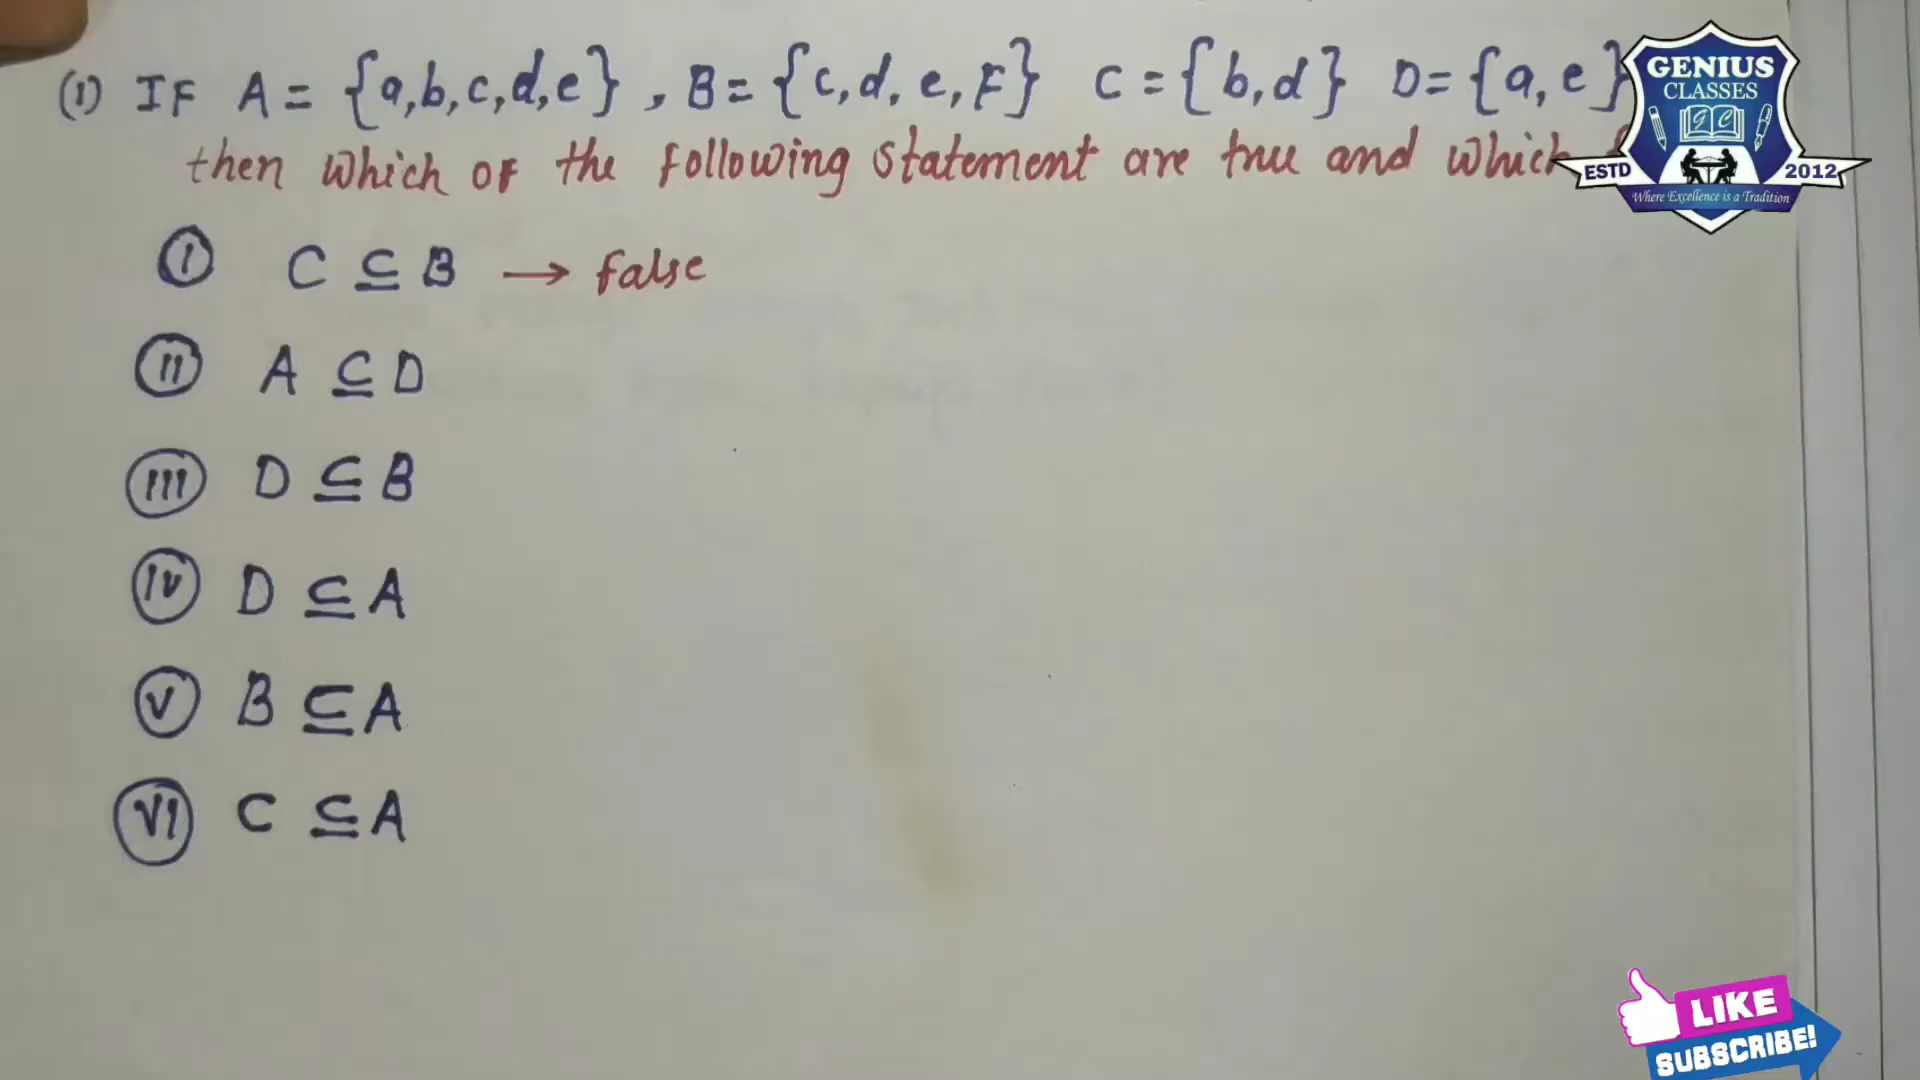 (1) IF A = {a,b,c,d,e}, B= {c,d,e,F} C = {b,d} D= {a,e}
then which of the following statement are true and which
(I) C ⊆ B → false
(II) A ⊆ D
(III) D ⊆ B
(IV) D ⊆ A
(V) B ⊆ A
(VI) C ⊆ A
GENIUS
CLASSES
GC
ESTD 2012
Where Excellence is a Tradition
LIKE
SUBSCRIBE!